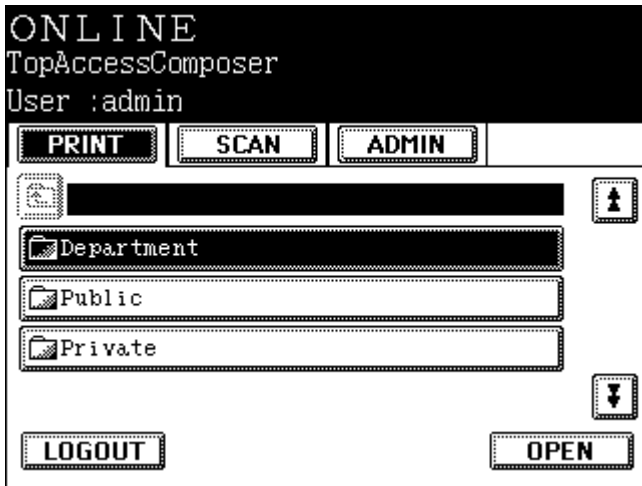 ONLINE
TopAccessComposer
User :admin
PRINT SCAN ADMIN
Department
Public
Private
LOGOUT OPEN